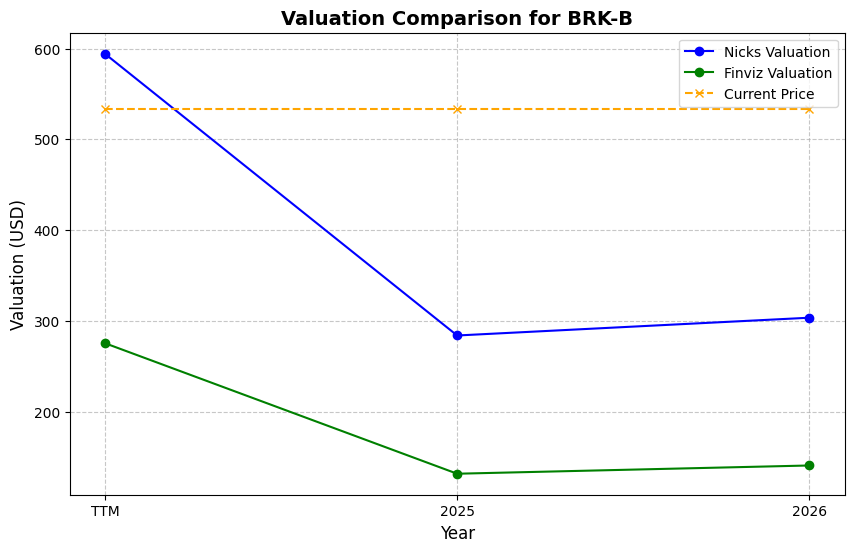 Valuation Comparison for BRK-B
Nicks Valuation
Finviz Valuation
Current Price
Valuation (USD)
600
500
400
300
200
TTM
2025
2026
Year